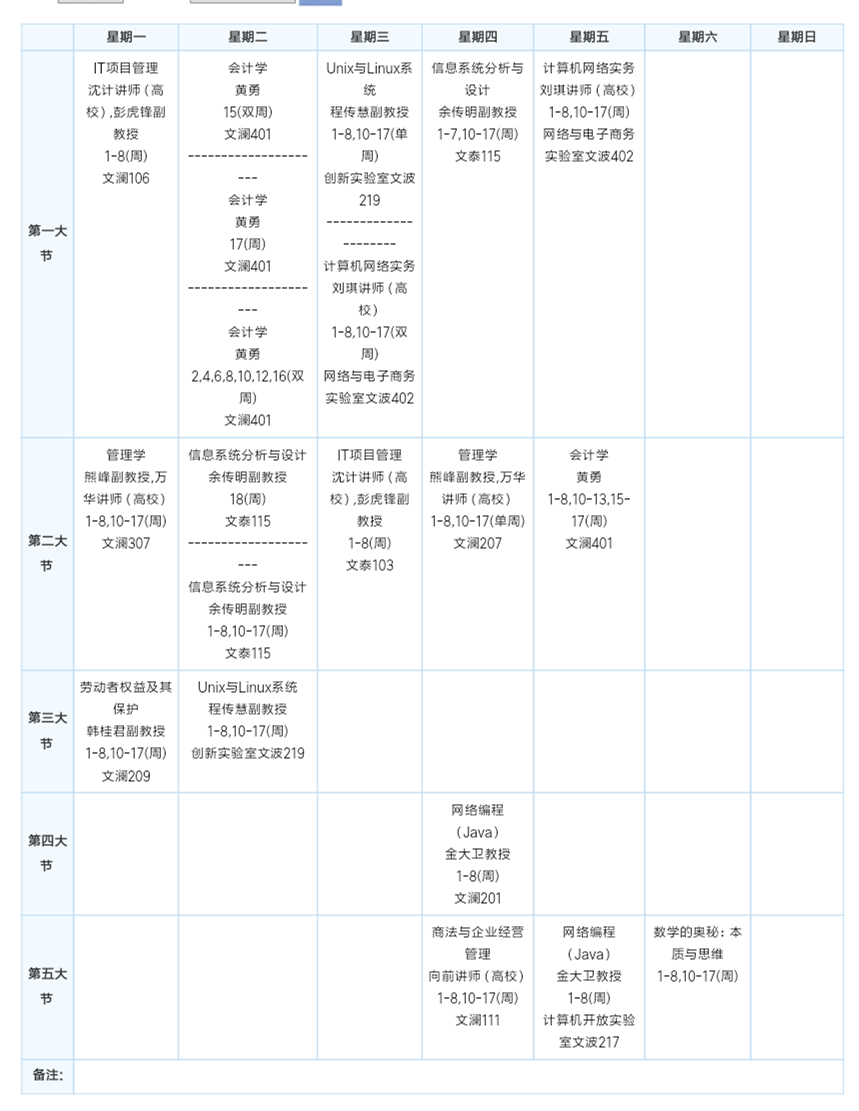 星期一
星期二
星期三
星期四
星期五
星期六
星期日
第一大
节
IT项目管理
沈计讲师（高
校）,彭虎锋副
教授
1-8(周)
文澜106
会计学
黄勇
15(双周)
文澜401
------------------
---
会计学
黄勇
17(周)
文澜401
------------------
---
会计学
黄勇
2,4,6,8,10,12,16(双
周)
文澜401
Unix与Linux系
统
程传慧副教授
1-8,10-17(单
周)
创新实验室文波
219
-------------
--------
计算机网络实务
刘琪讲师（高
校）
1-8,10-17(双
周)
网络与电子商务
实验室文波402
信息系统分析与
设计
余传明副教授
1-7,10-17(周)
文泰115
计算机网络实务
刘琪讲师（高校）
1-8,10-17(周)
网络与电子商务
实验室文波402
第二大
节
管理学
熊峰副教授,万
华讲师（高校）
1-8,10-17(周)
文澜307
信息系统分析与设计
余传明副教授
18(周)
文泰115
------------------
---
信息系统分析与设计
余传明副教授
1-8,10-17(周)
文泰115
IT项目管理
沈计讲师（高
校）,彭虎锋副
教授
1-8(周)
文泰103
管理学
熊峰副教授,万华
讲师（高校）
1-8,10-17(单周)
文澜207
会计学
黄勇
1-8,10-13,15-
17(周)
文澜401
第三大
节
劳动者权益及其
保护
韩桂君副教授
1-8,10-17(周)
文澜209
Unix与Linux系统
程传慧副教授
1-8,10-17(周)
创新实验室文波219
第四大
节
网络编程
（Java）
金大卫教授
1-8(周)
文澜201
第五大
节
商法与企业经营
管理
向前讲师（高校）
1-8,10-17(周)
文澜111
网络编程
（Java）
金大卫教授
1-8(周)
计算机开放实验
室文波217
数学的奥秘：本
质与思维
1-8,10-17(周)
备注: